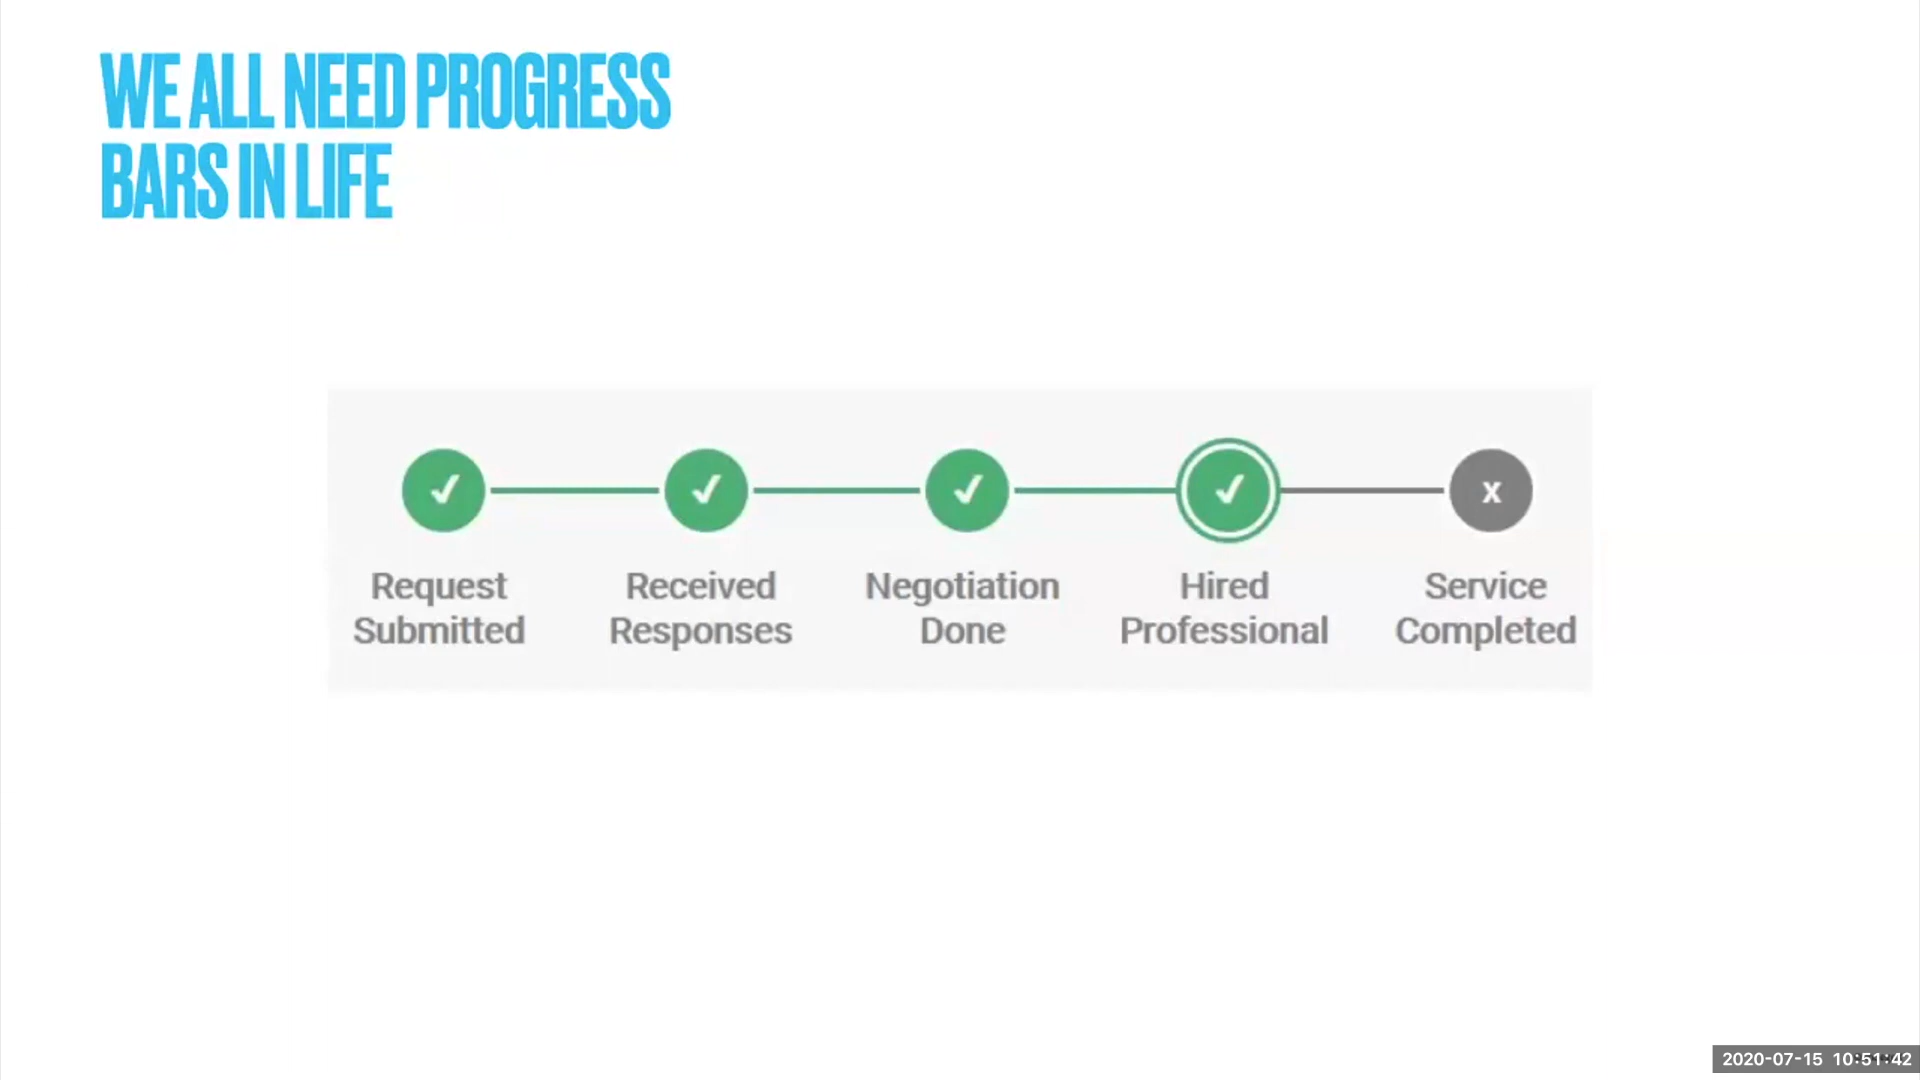 WE ALL NEED PROGRESS
BARS IN LIFE
x
Request
Submitted
Received
Responses
Negotiation
Done
Hired
Professional
Service
Completed
2020-07-15 10:51:42